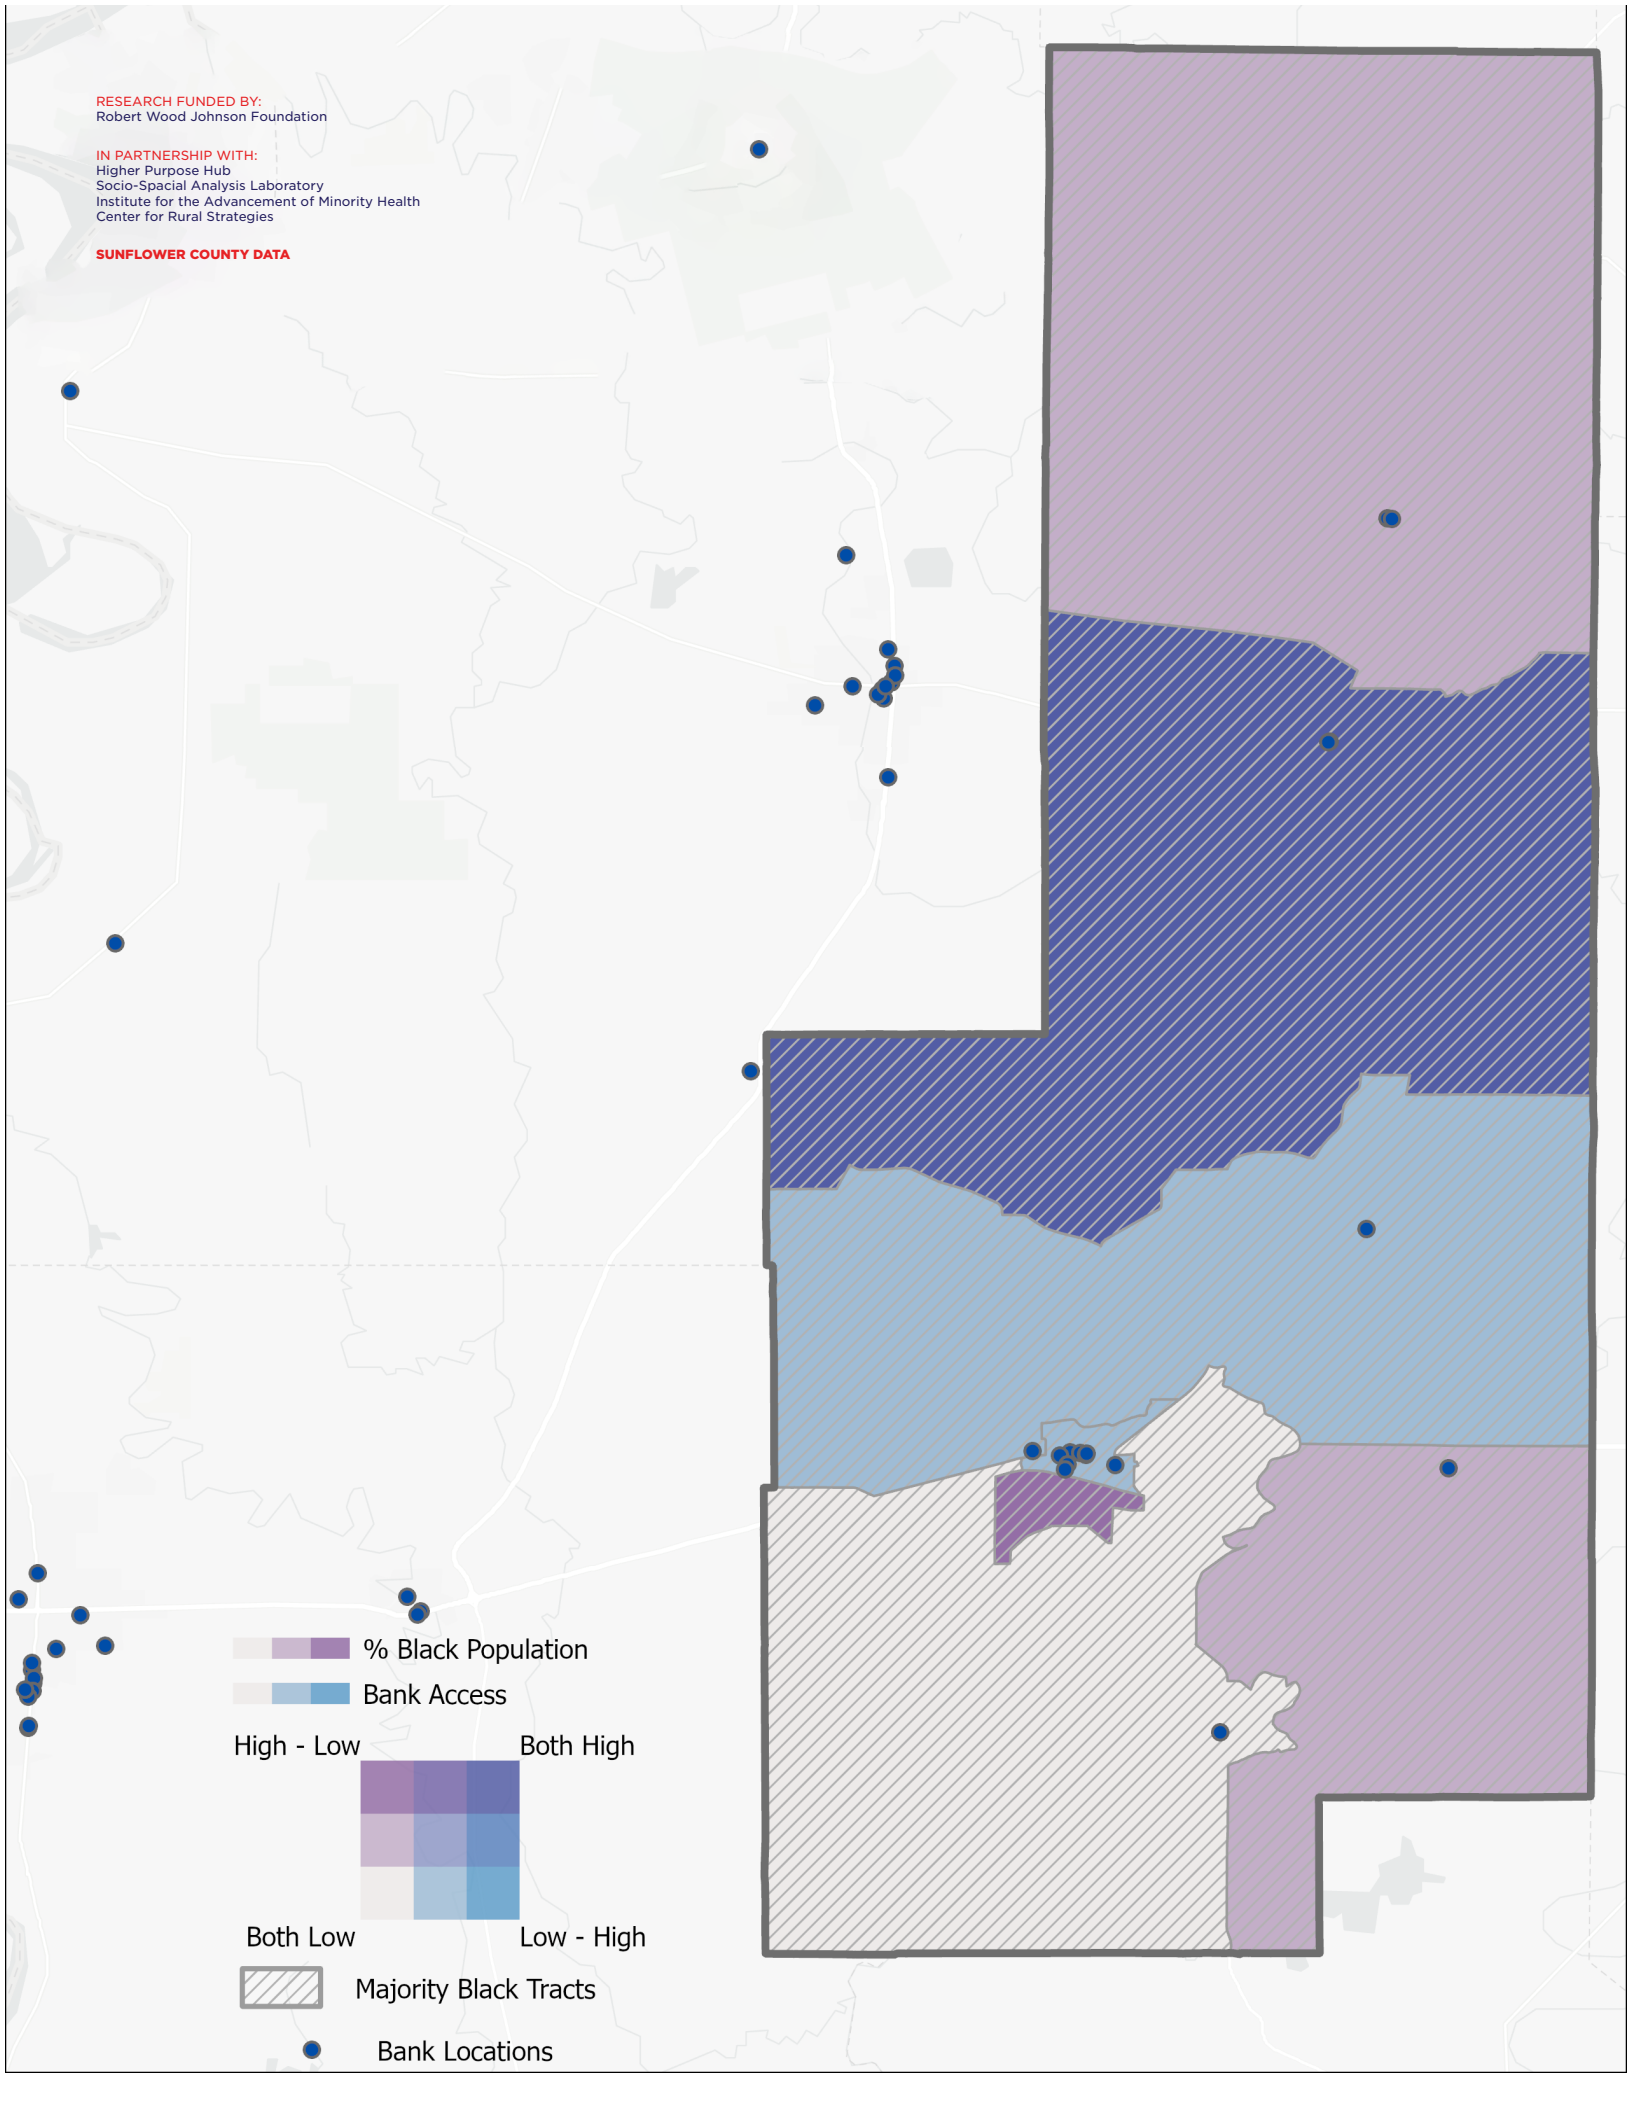 RESEARCH FUNDED BY:
Robert Wood Johnson Foundation
IN PARTNERSHIP WITH:
Higher Purpose Hub
Socio-Spacial Analysis Laboratory
Institute for the Advancement of Minority Health
Center for Rural Strategies
SUNFLOWER COUNTY DATA
% Black Population
Bank Access
High - Low
Both High
Both Low
Low - High
Majority Black Tracts
Bank Locations